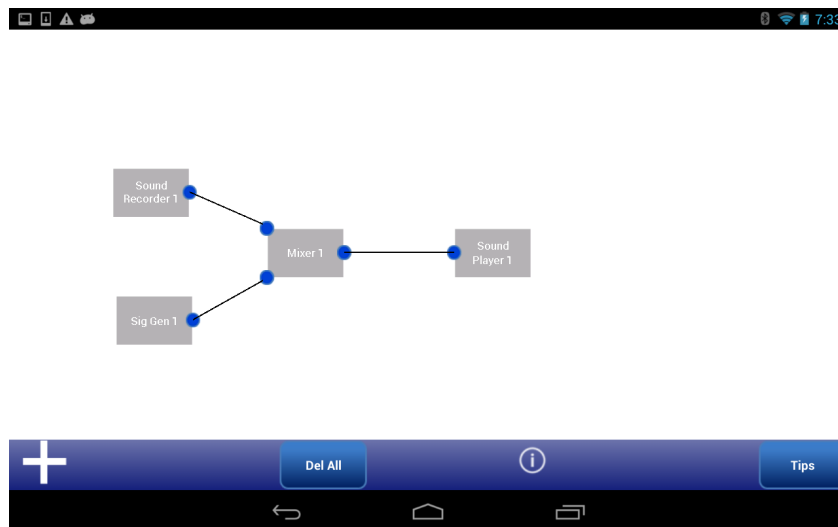 7:33
Sound
Recorder 1
Mixer 1
Sound
Player 1
Sig Gen 1
Del All
Tips